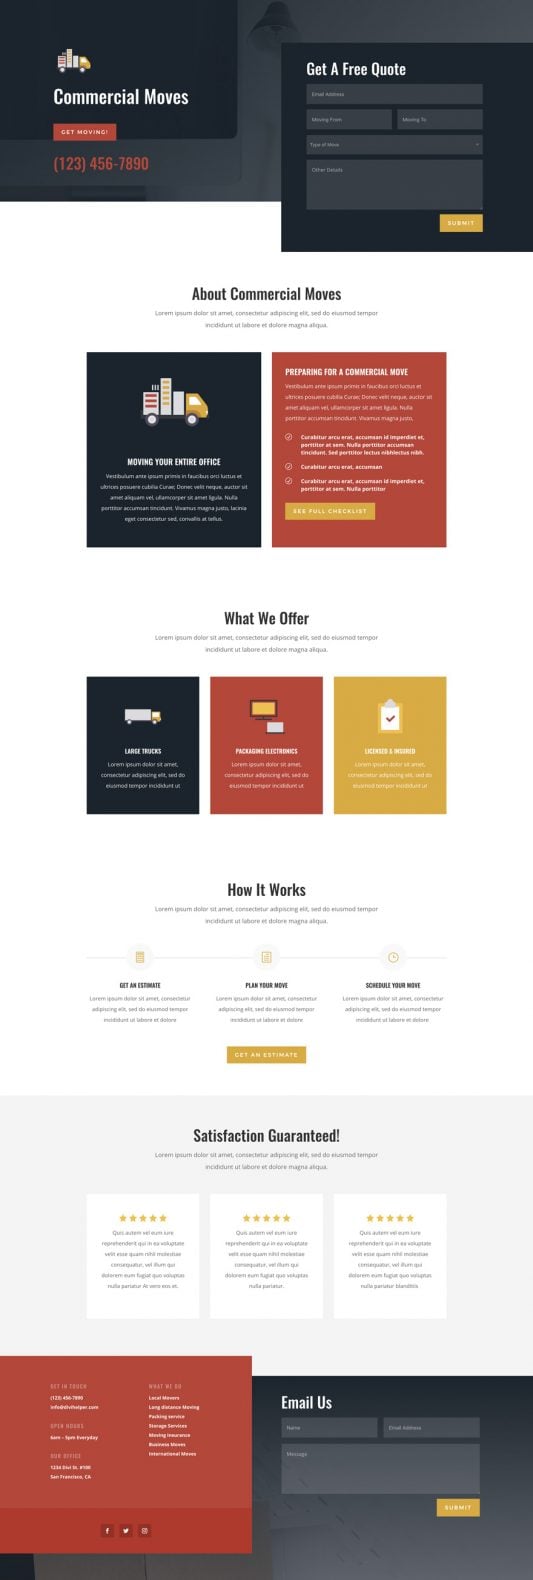 Commercial Moves
GET MOVING!
(123) 456-7890
Get A Free Quote
Email Address
Moving From
Moving To
Type of Move
Other Details
SUBMIT
About Commercial Moves
Lorem ipsum dolor sit amet, consectetur adipiscing elit, sed do eiusmod tempor
incididunt ut labore et dolore magna aliqua.
MOVING YOUR ENTIRE OFFICE
Vestibulum ante ipsum primis in faucibus orci luctus et
ultrices posuere cubilia Curae; Donec velit neque, auctor sit
amet aliquam vel, ullamcorper sit amet ligula. Nulla
porttitor accumsan tincidunt. Vivamus magna justo, lacinia
eget consectetur sed, convallis at tellus.
PREPARING FOR A COMMERCIAL MOVE
Vestibulum ante ipsum primis in faucibus orci luctus et
ultrices posuere cubilia Curae; Donec velit neque, auctor sit
amet aliquam vel, ullamcorper sit amet ligula. Nulla
porttitor accumsan tincidunt. Vivamus magna justo,
Curabitur arcu erat, accumsan id imperdiet et,
porttitor at sem. Nulla porttitor accumsan
tincidunt. Sed porttitor lectus nibhlectus nibh.
Curabitur arcu erat, accumsan
Curabitur arcu erat, accumsan id imperdiet et,
porttitor at sem. Nulla porttitor
SEE FULL CHECKLIST
What We Offer
Lorem ipsum dolor sit amet, consectetur adipiscing elit, sed do eiusmod tempor
incididunt ut labore et dolore magna aliqua.
LARGE TRUCKS
Lorem ipsum dolor sit amet,
consectetur adipiscing elit, sed do
eiusmod tempor incididunt ut
PACKAGING ELECTRONICS
Lorem ipsum dolor sit amet,
consectetur adipiscing elit, sed do
eiusmod tempor incididunt ut
LICENSED & INSURED
Lorem ipsum dolor sit amet,
consectetur adipiscing elit, sed do
eiusmod tempor incididunt ut
How It Works
Lorem ipsum dolor sit amet, consectetur adipiscing elit, sed do eiusmod tempor
incididunt ut labore et dolore magna aliqua.
GET AN ESTIMATE
Lorem ipsum dolor sit amet, consectetur
adipiscing elit, sed do eiusmod tempor
incididunt ut labore et dolore
PLAN YOUR MOVE
Lorem ipsum dolor sit amet, consectetur
adipiscing elit, sed do eiusmod tempor
incididunt ut labore et dolore
SCHEDULE YOUR MOVE
Lorem ipsum dolor sit amet, consectetur
adipiscing elit, sed do eiusmod tempor
incididunt ut labore et dolore
GET AN ESTIMATE
Satisfaction Guaranteed!
Lorem ipsum dolor sit amet, consectetur adipiscing elit, sed do eiusmod tempor
incididunt ut labore et dolore magna aliqua.
Quis autem vel eum iure
reprehenderit qui in ea voluptate
velit esse quam nihil molestiae
consequatur, vel illum qui
dolorem eum fugiat quo voluptas
nulla pariatur At vero eos et.
Quis autem vel eum iure
reprehenderit qui in ea voluptate
velit esse quam nihil molestiae
consequatur, vel illum qui
dolorem eum fugiat quo voluptas
nulla pariatur.
Quis autem vel eum iure
reprehenderit qui in ea voluptate
velit esse quam nihil molestiae
consequatur, vel illum qui
dolorem eum fugiat quo voluptas
nulla pariatur blanditiis
GET IN TOUCH
(123) 456-7890
info@divihelper.com
OPEN HOURS
6am – 5pm Everyday
OUR OFFICE
1234 Divi St. #100
San Francisco, CA
WHAT WE DO
Local Movers
Long distance Moving
Packing service
Storage Services
Moving insurance
Business Moves
International Moves
Email Us
Name
Email Address
Message
SUBMIT